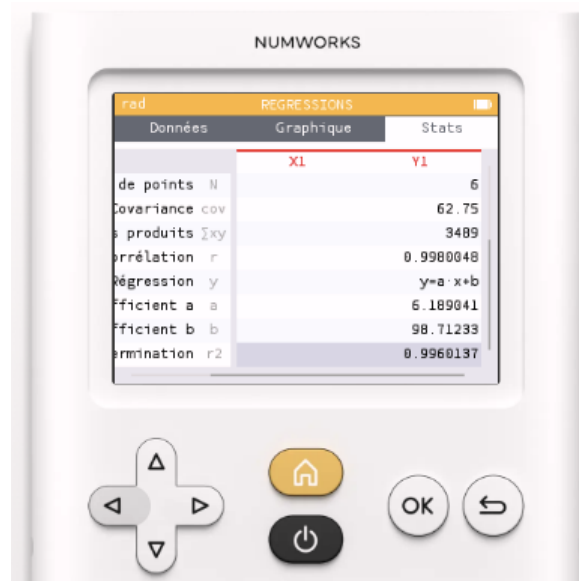 NUMWORKS
rad REGRESSIONS
Données Graphique Stats
X1 Y1
de points N 6
Covariance cov 62.75
s produits ∑xy 3489
orrélation r 0.9980048
Régression y y=a·x+b
fficient a a 6.189041
fficient b b 98.71233
ermination r2 0.9960137
OK